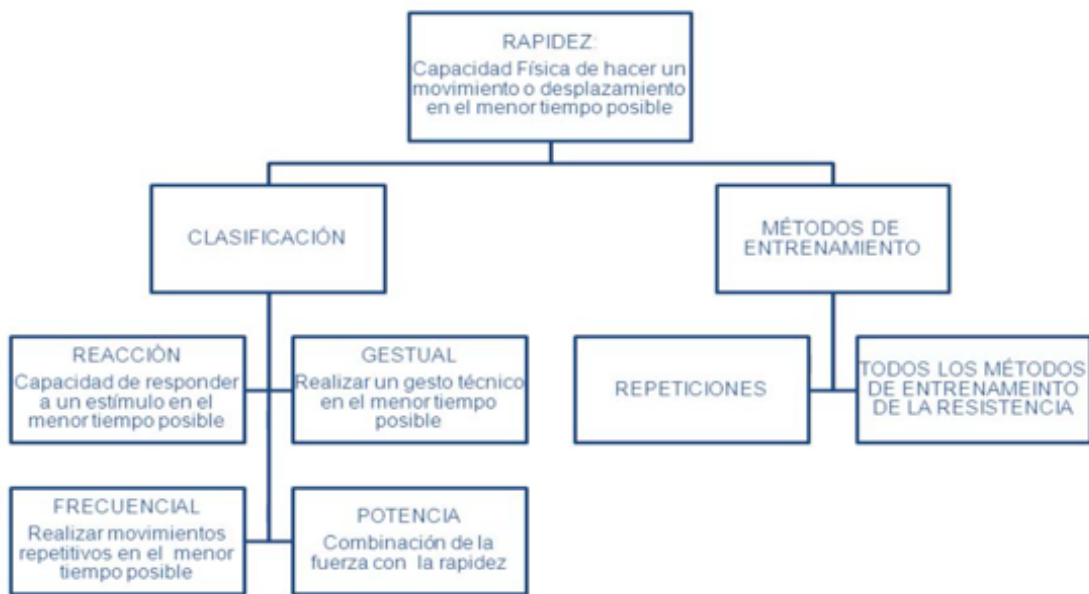 RAPIDEZ:
Capacidad Física de hacer un
movimiento o desplazamiento
en el menor tiempo posible
CLASIFICACIÓN
MÉTODOS DE
ENTRENAMIENTO
REACCIÒN
Capacidad de responder
a un estímulo en el
menor tiempo posible
GESTUAL
Realizar un gesto técnico
en el menor tiempo
posible
REPETICIONES
TODOS LOS MÉTODOS
DE ENTRENAMEINTO
DE LA RESISTENCIA
FRECUENCIAL
Realizar movimientos
repetitivos en el menor
tiempo posible
POTENCIA
Combinación de la
fuerza con la rapidez